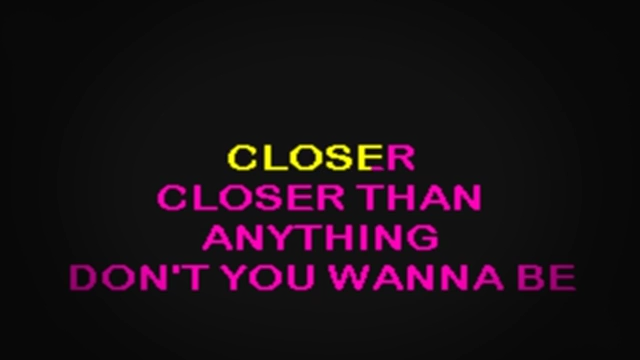 CLOSER
CLOSER THAN
ANYTHING
DON'T YOU WANNA BE